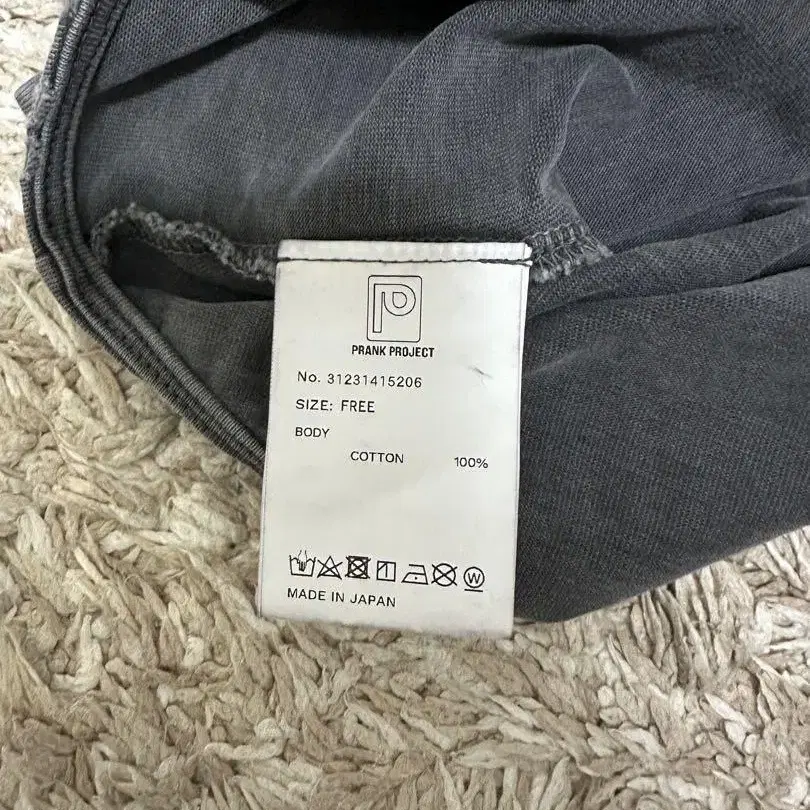 P
PRANK PROJECT
No. 31231415206
SIZE: FREE
BODY
COTTON 100%
W
MADE IN JAPAN